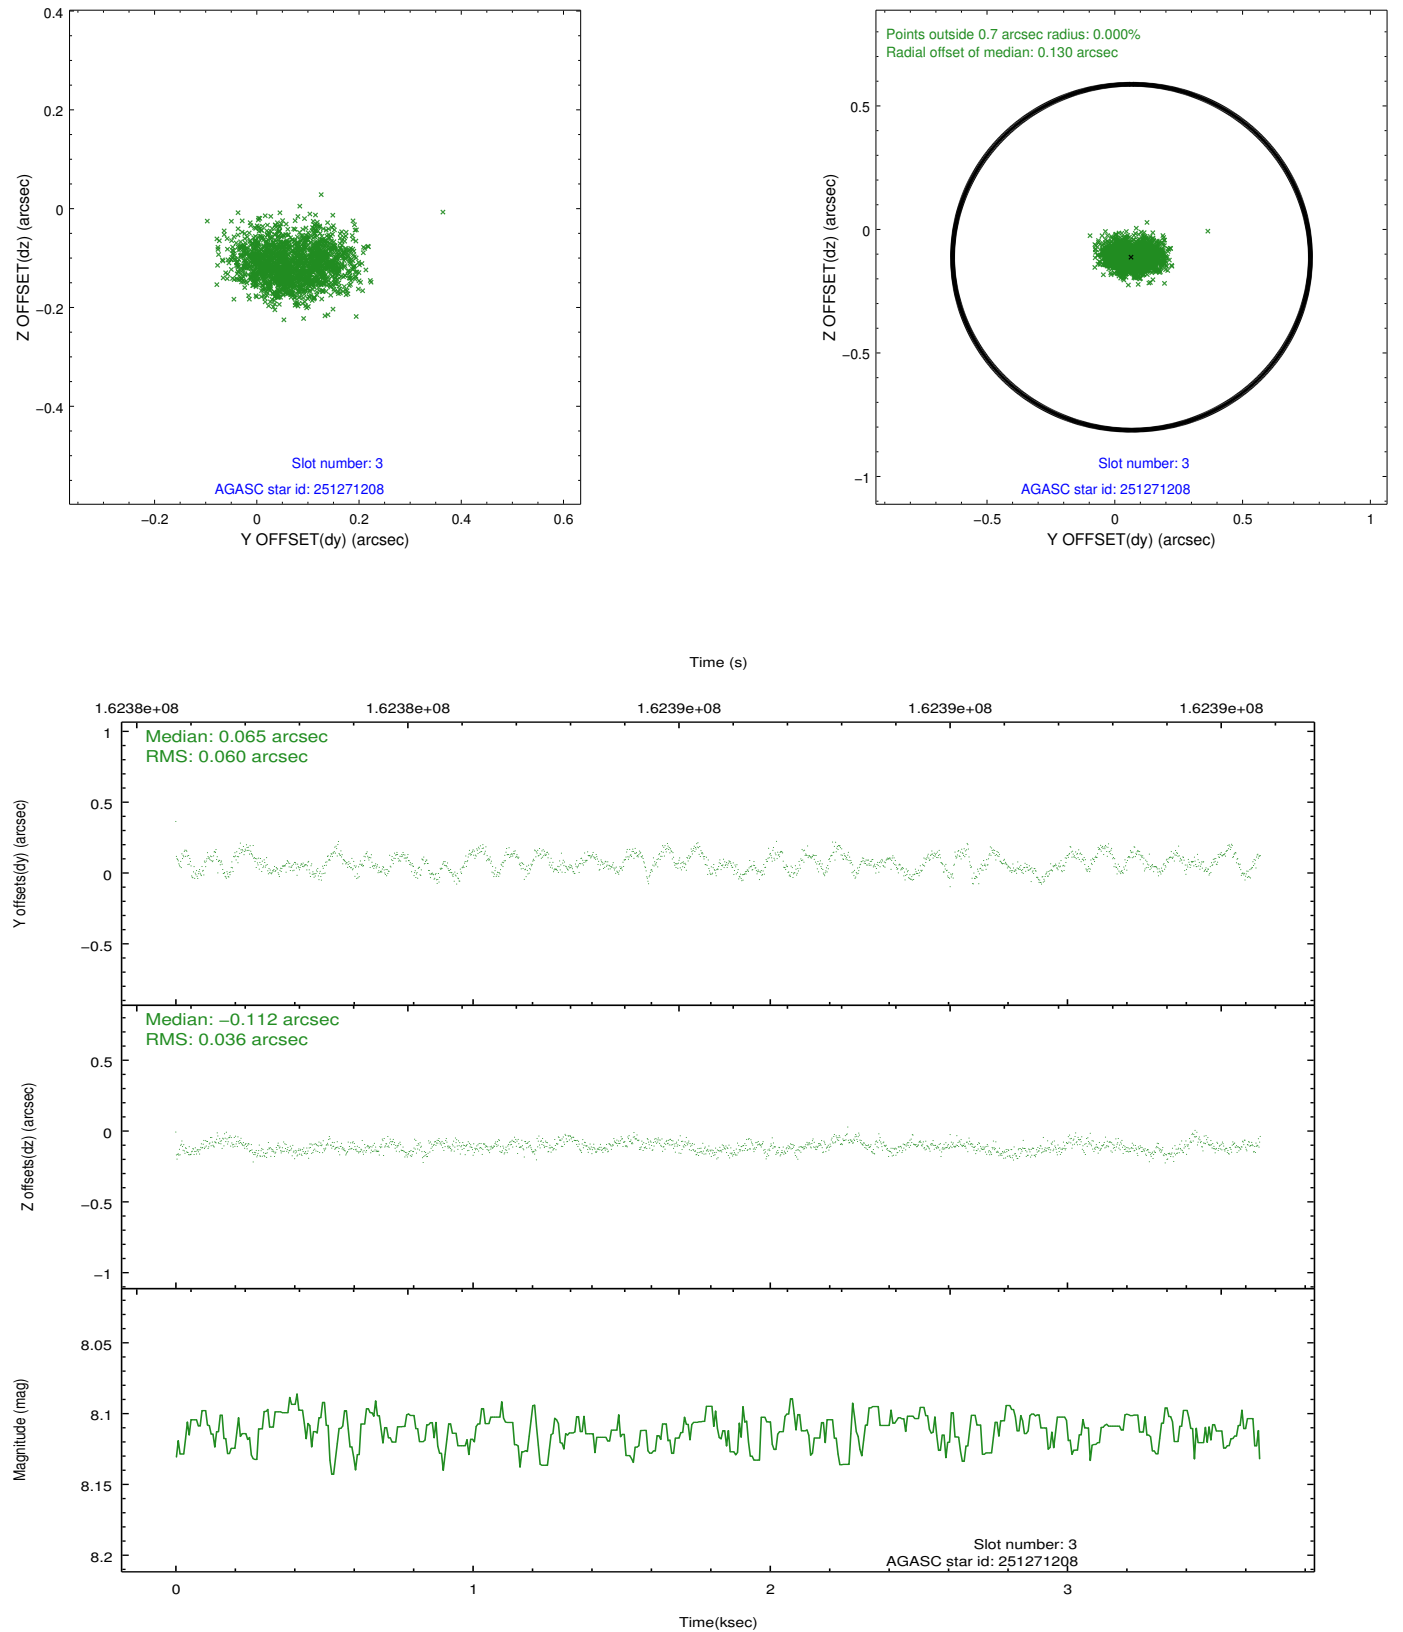 0.4
0.2
0
−0.2
−0.4
Z OFFSET(dz) (arcsec)
Slot number: 3
AGASC star id: 251271208
−0.2 0 0.2 0.4 0.6
Y OFFSET(dy) (arcsec)
Points outside 0.7 arcsec radius: 0.000%
Radial offset of median: 0.130 arcsec
0.5
0
−0.5
−1
Z OFFSET(dz) (arcsec)
Slot number: 3
AGASC star id: 251271208
−0.5 0 0.5 1
Y OFFSET(dy) (arcsec)
Time (s)
1.6238e+08 1.6238e+08 1.6239e+08 1.6239e+08 1.6239e+08
Median: 0.065 arcsec
RMS: 0.060 arcsec
1
0.5
0
−0.5
Y offsets(dy) (arcsec)
Median: −0.112 arcsec
RMS: 0.036 arcsec
0.5
0
−0.5
−1
Z offsets(dz) (arcsec)
8.05
8.1
8.15
8.2
Magnitude (mag)
Slot number: 3
AGASC star id: 251271208
0 1 2 3
Time(ksec)